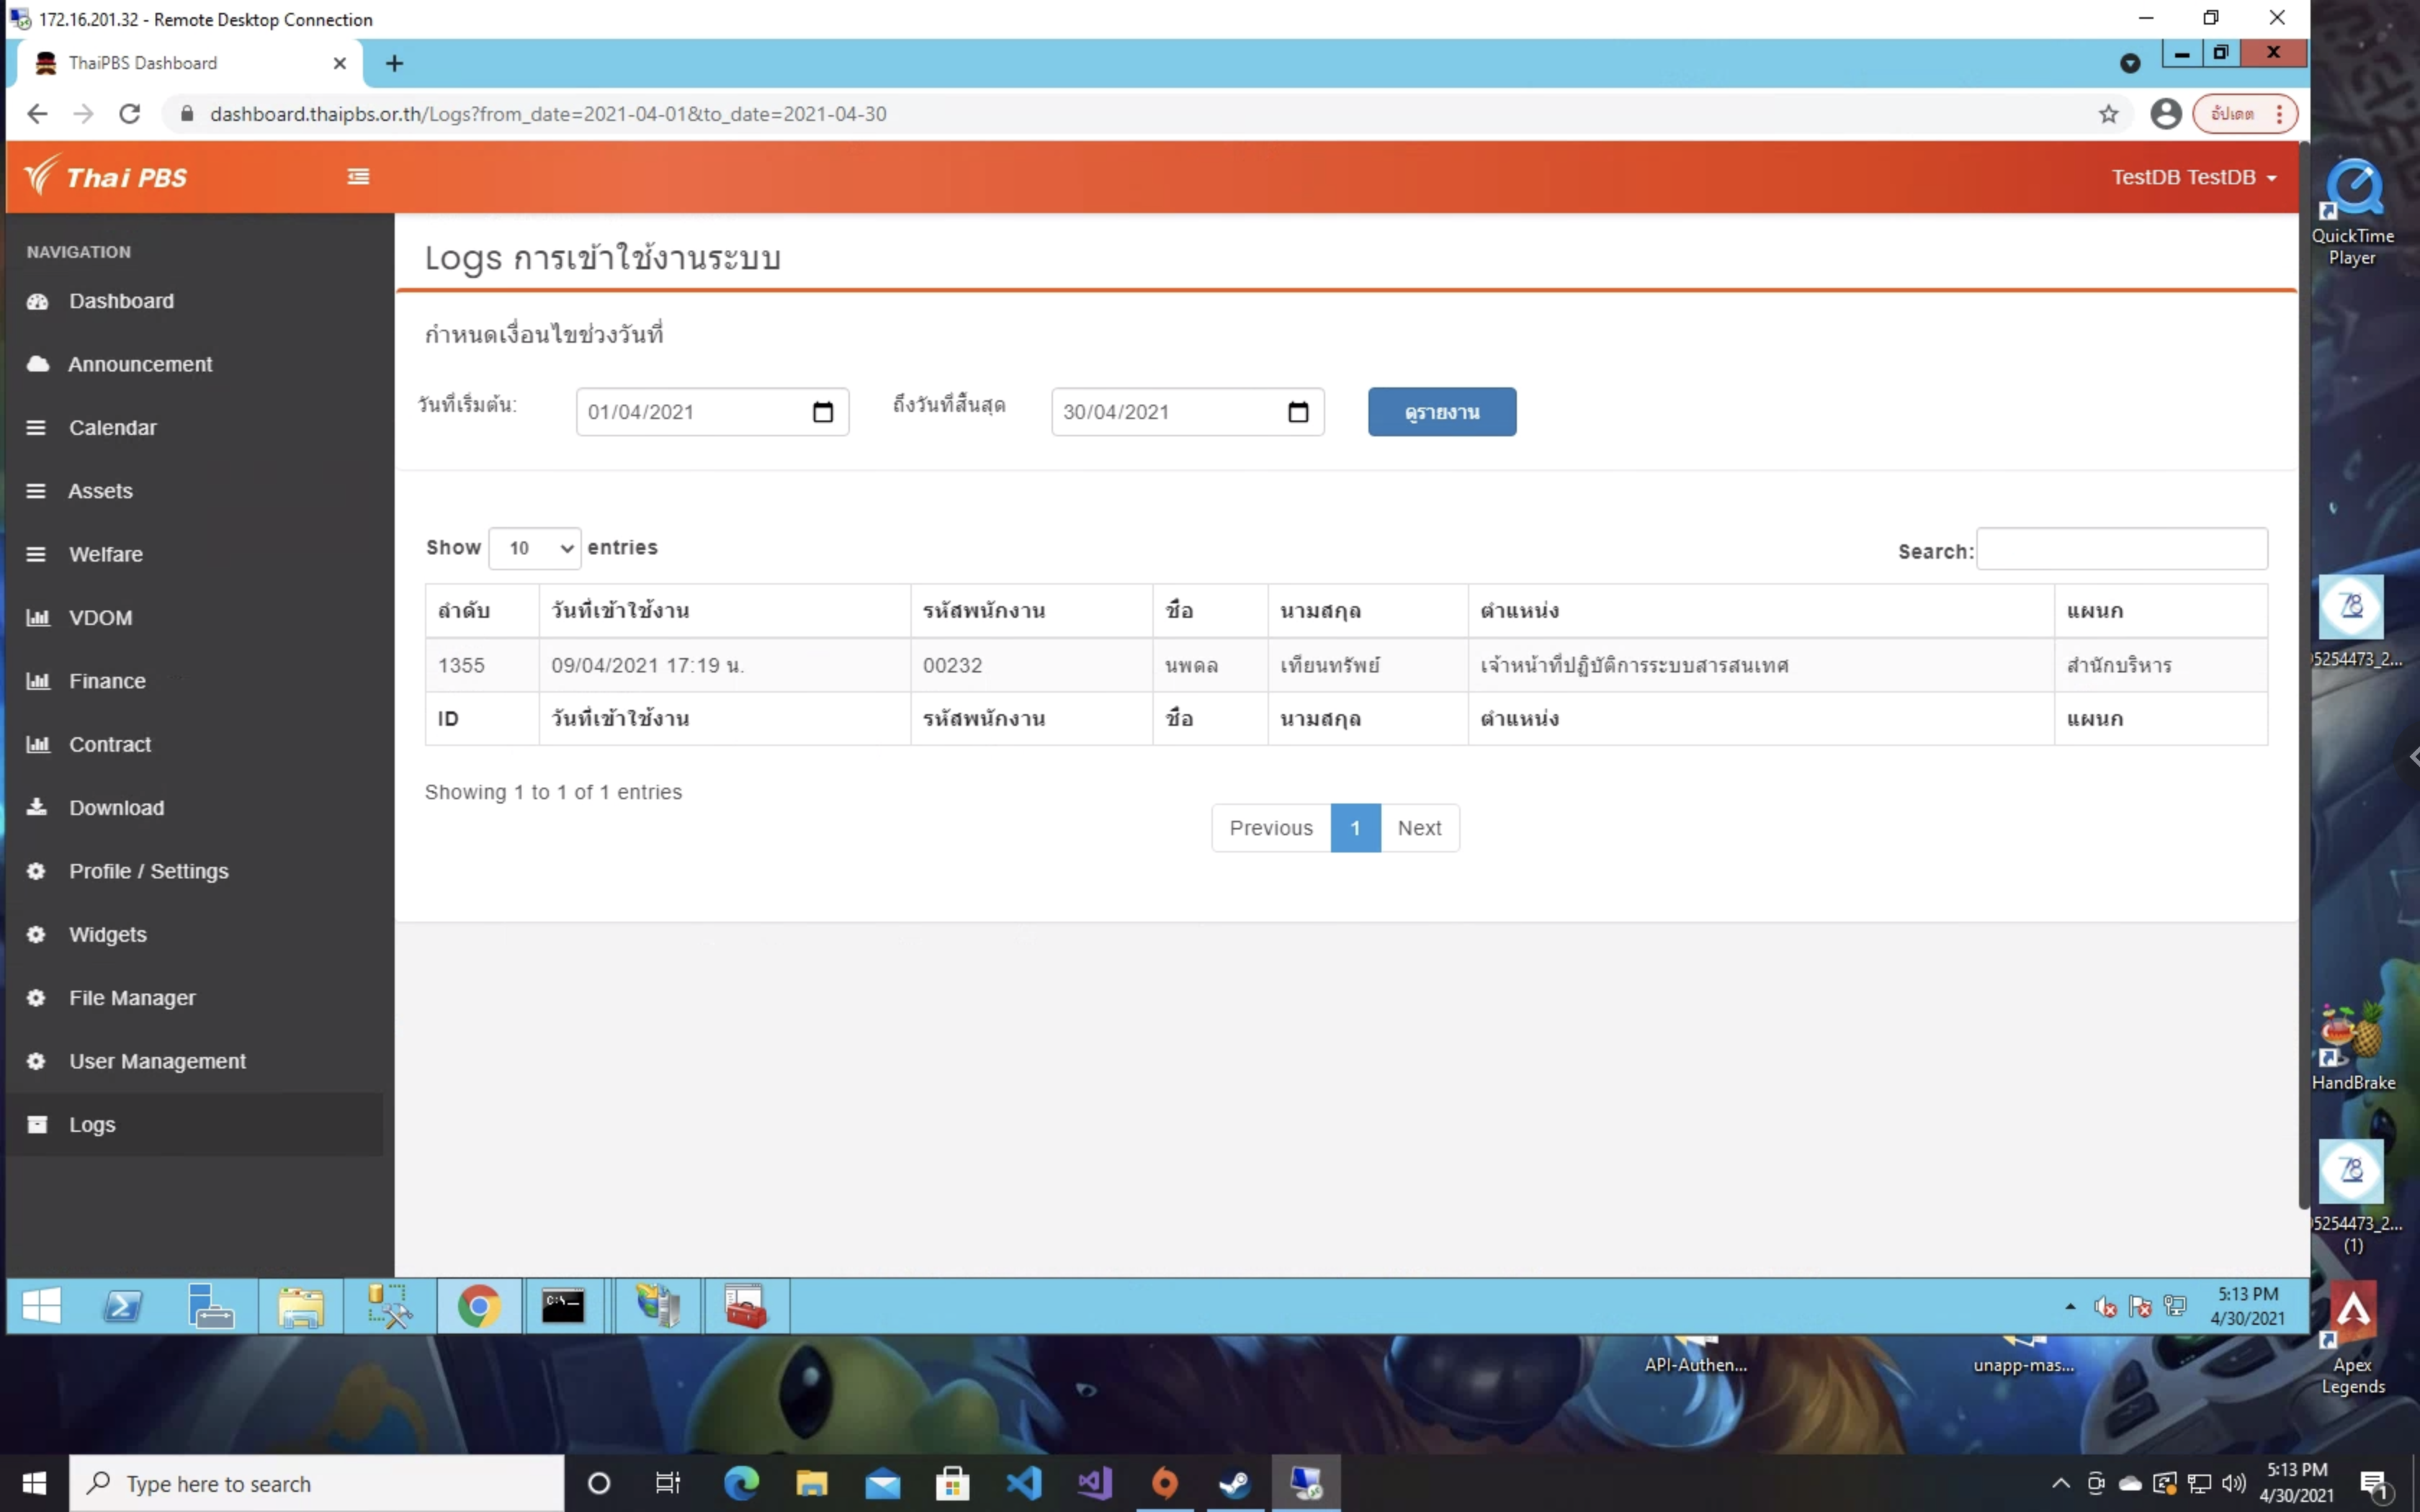 172.16.201.32 - Remote Desktop Connection
ThaiPBS Dashboard
dashboard.thaipbs.or.th/Logs?from_date=2021-04-01&to_date=2021-04-30
อัปเดต
Thai PBS
TestDB TestDB
NAVIGATION
Dashboard
Announcement
Calendar
Assets
Welfare
VDOM
Finance
Contract
Download
Profile / Settings
Widgets
File Manager
User Management
Logs
Logs การเข้าใช้งานระบบ
กำหนดเงื่อนไขช่วงวันที่
วันที่เริ่มต้น: 01/04/2021 ถึงวันที่สิ้นสุด 30/04/2021 ดูรายงาน
Show 10 entries Search:
ลำดับ วันที่เข้าใช้งาน รหัสพนักงาน ชื่อ นามสกุล ตำแหน่ง แผนก
1355 09/04/2021 17:19 น. 00232 นพดล เทียนทรัพย์ เจ้าหน้าที่ปฏิบัติการระบบสารสนเทศ สำนักบริหาร
ID วันที่เข้าใช้งาน รหัสพนักงาน ชื่อ นามสกุล ตำแหน่ง แผนก
Showing 1 to 1 of 1 entries
Previous 1 Next
QuickTime
Player
5254473_2...
HandBrake
5254473_2...
(1)
Apex
Legends
C:\
5:13 PM
4/30/2021
API-Authen...
unapp-mas...
Type here to search
5:13 PM
4/30/2021
1